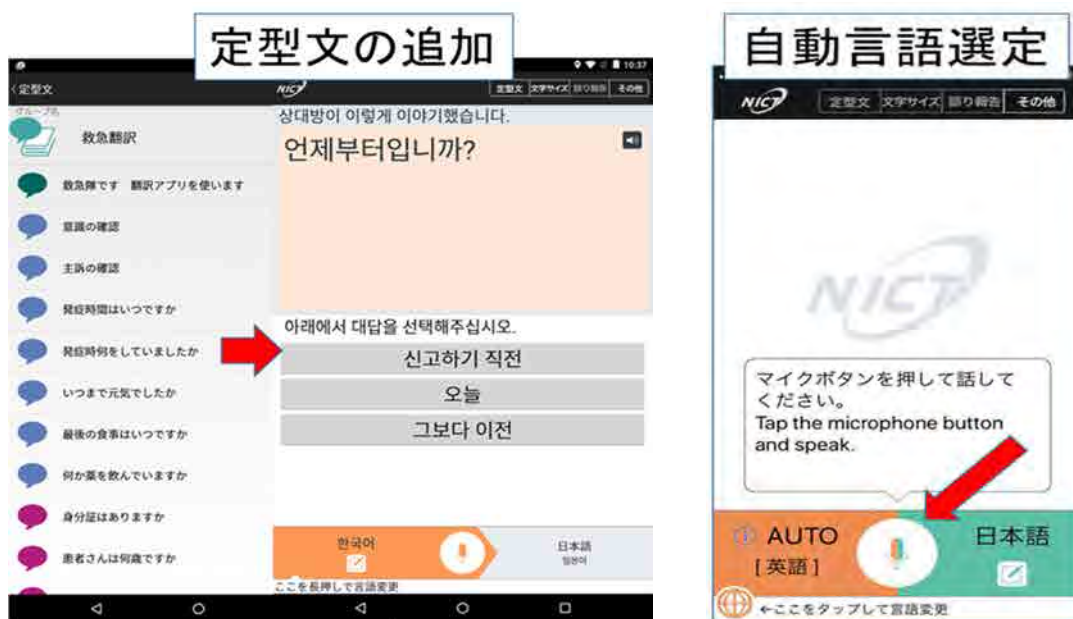 定型文の追加
10:37
定型文
NICT
定型文 文字サイズ 誤り報告 その他
グループ名
救急翻訳
救急隊です 翻訳アプリを使います
意識の確認
主訴の確認
発症時間はいつですか
発症時何をしていましたか
いつまで元気でしたか
最後の食事はいつですか
何か薬を飲んでいますか
身分証はありますか
患者さんは何歳ですか
상대방이 이렇게 이야기했습니다.
언제부터입니까?
아래에서 대답을 선택해주십시오.
신고하기 직전
오늘
그보다 이전
한국어
日本語
일본어
ここを長押しで言語変更
自動言語選定
NICT
定型文 文字サイズ 誤り報告 その他
NICT
マイクボタンを押して話して
ください。
Tap the microphone button
and speak.
AUTO
[英語]
日本語
←ここをタップして言語変更